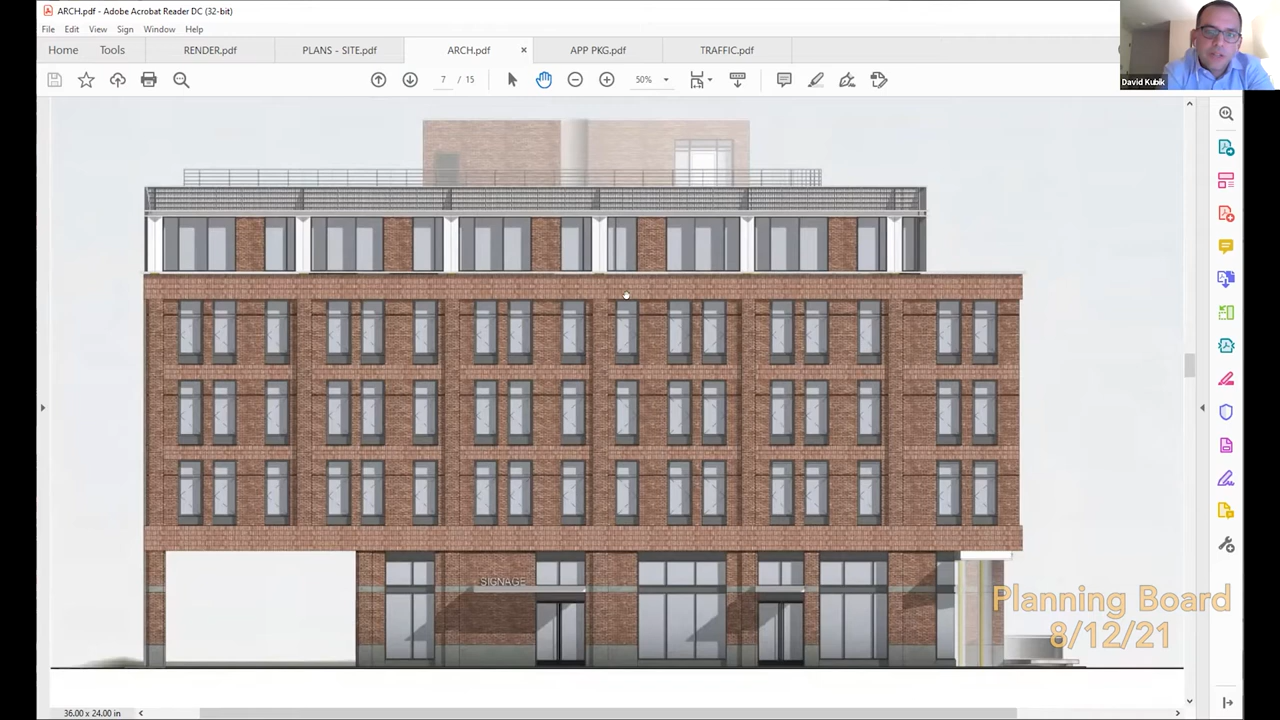 ARCH.pdf - Adobe Acrobat Reader DC (32-bit)
File Edit View Sign Window Help
Home Tools RENDER.pdf PLANS - SITE.pdf ARCH.pdf × APP PKG.pdf TRAFFIC.pdf
7 / 15 50%
David Kubik
SIGNAGE
Planning Board
8/12/21
36.00 x 24.00 in